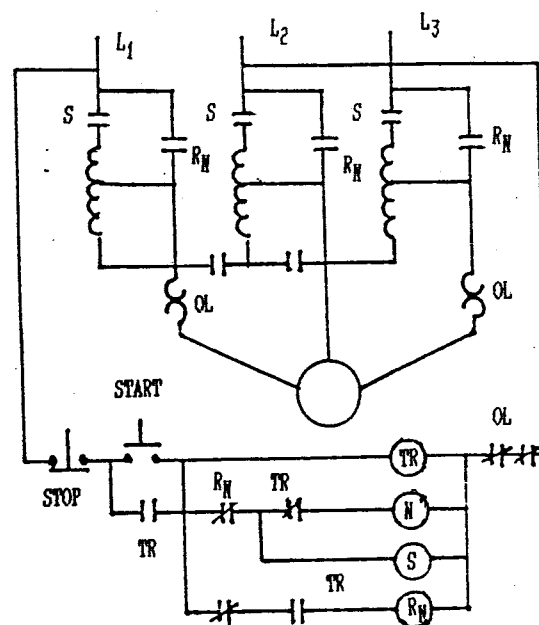 L1 L2 L3
S S S
RN RN RN
OL OL
START
OL
TR
STOP
RN TR
N
TR
S
TR
RN